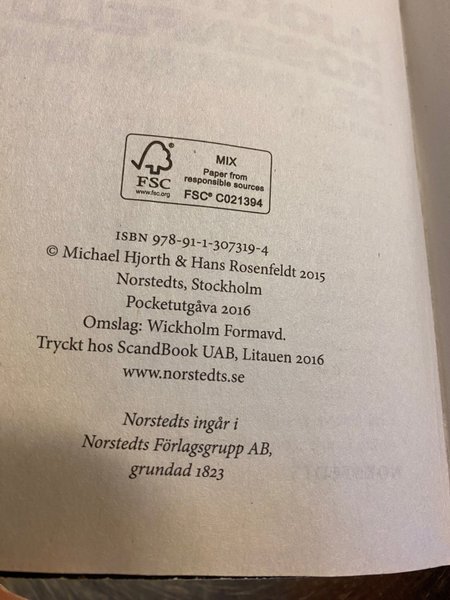 FSC
www.fsc.org
MIX
Paper from
responsible sources
FSC® C021394
ISBN 978-91-1-307319-4
© Michael Hjorth & Hans Rosenfeldt 2015
Norstedts, Stockholm
Pocketutgåva 2016
Omslag: Wickholm Formavd.
Tryckt hos ScandBook UAB, Litauen 2016
www.norstedts.se
Norstedts ingår i
Norstedts Förlagsgrupp AB,
grundad 1823